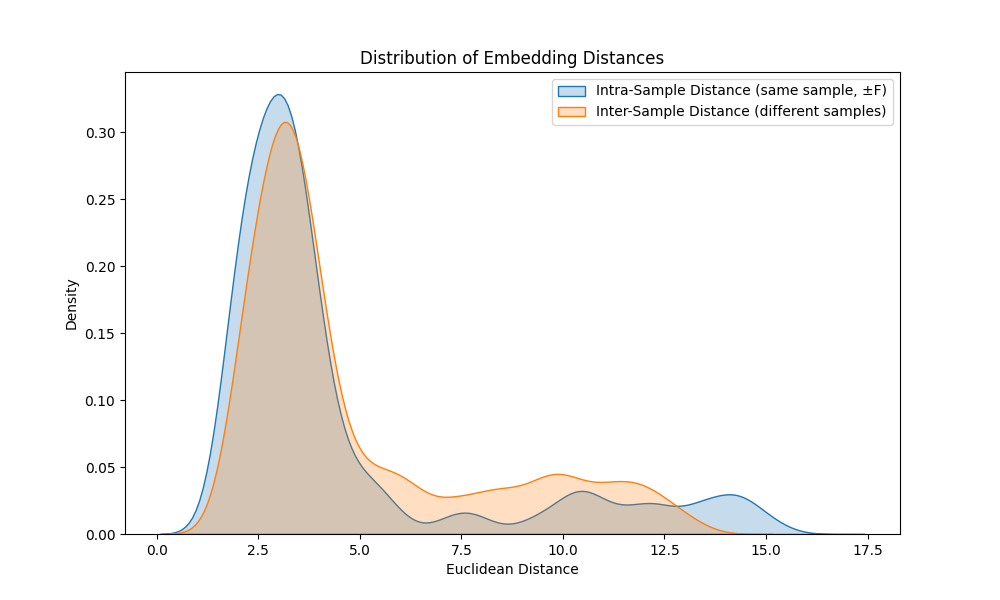 Distribution of Embedding Distances
Intra-Sample Distance (same sample, ±F)
Inter-Sample Distance (different samples)
Density
0.30
0.25
0.20
0.15
0.10
0.05
0.00
0.0 2.5 5.0 7.5 10.0 12.5 15.0 17.5
Euclidean Distance